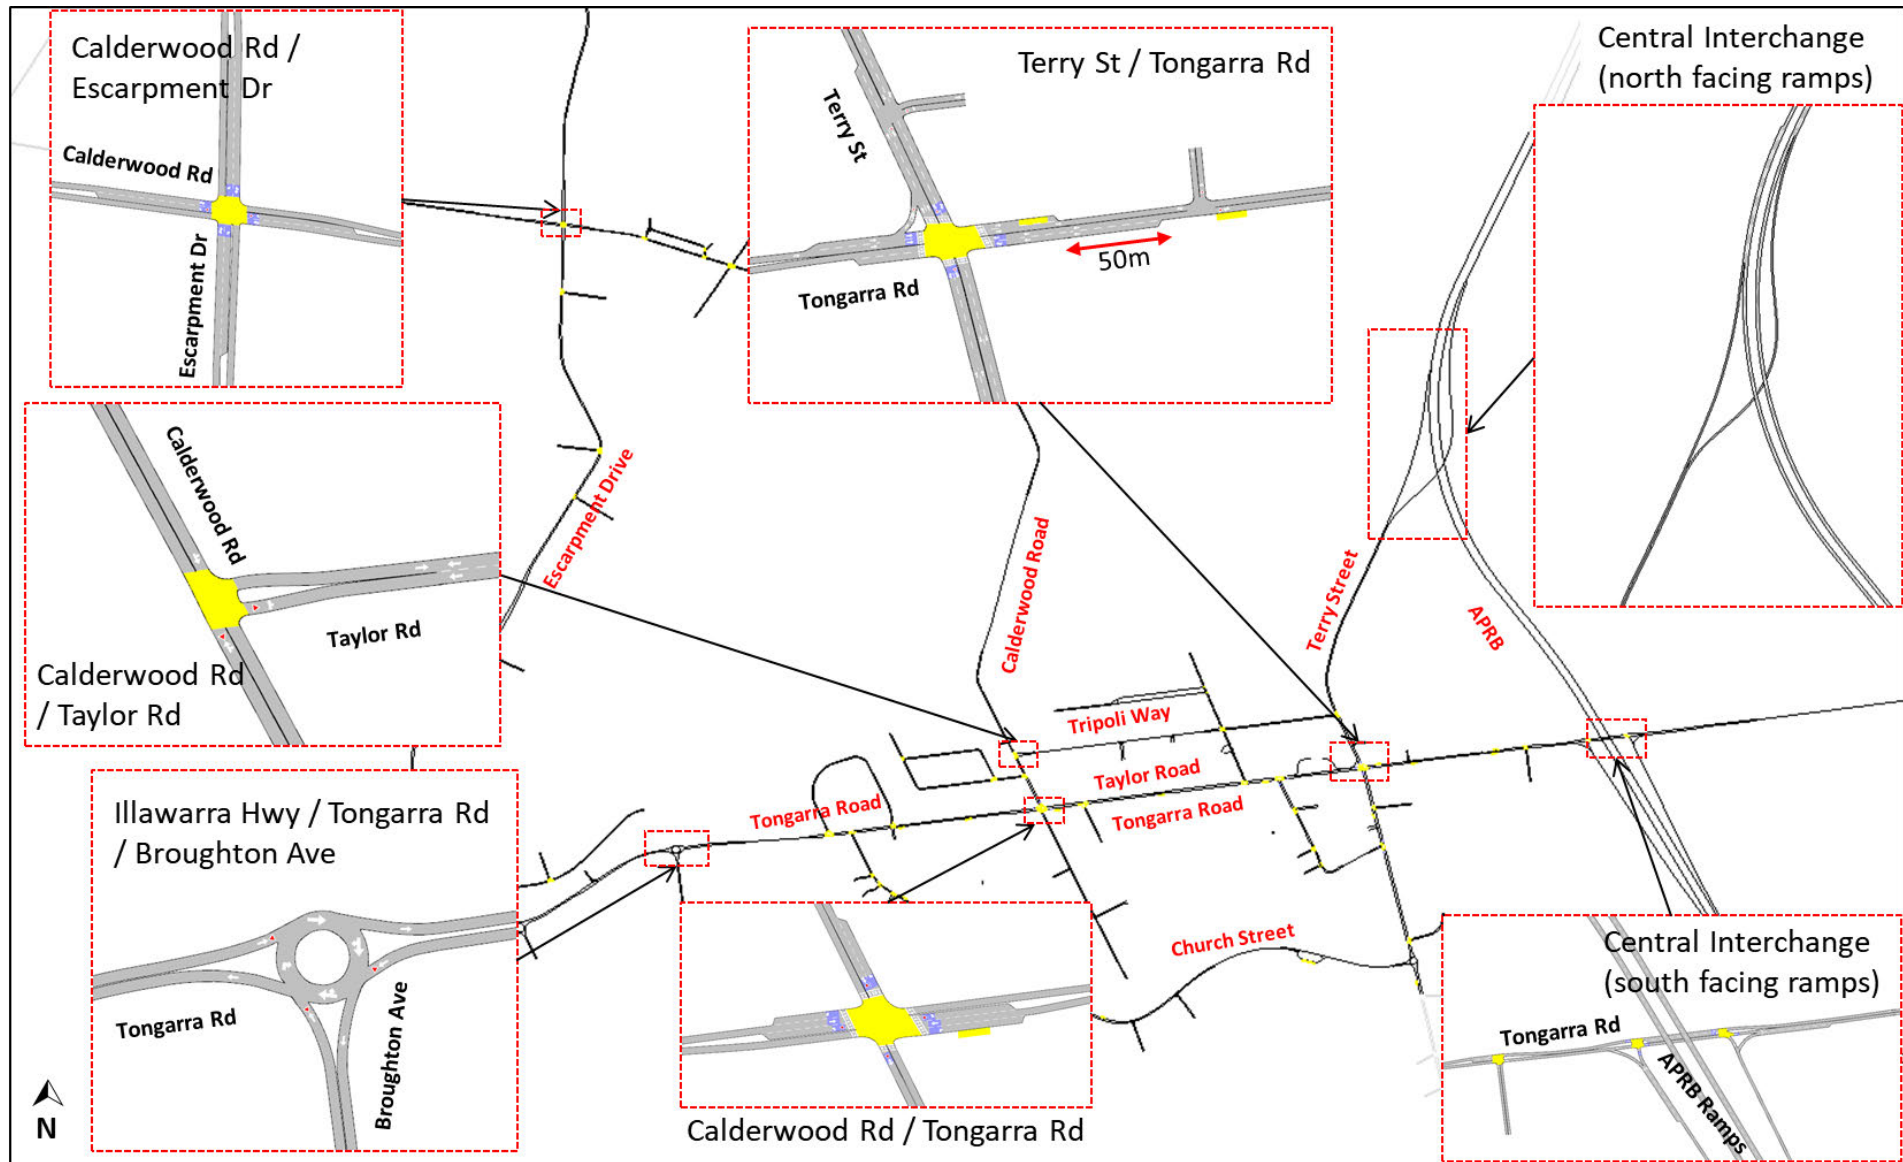 Calderwood Rd /
Escarpment Dr
Calderwood Rd
Escarpment Dr
Terry St / Tongarra Rd
Terry St
50m
Tongarra Rd
Central Interchange
(north facing ramps)
Calderwood Rd
Taylor Rd
Calderwood Rd
/ Taylor Rd
Escarpment Drive
Calderwood Road
Terry Street
APRB
Tripoli Way
Taylor Road
Tongarra Road
Tongarra Road
Church Street
Illawarra Hwy / Tongarra Rd
/ Broughton Ave
Tongarra Rd
Broughton Ave
N
Calderwood Rd / Tongarra Rd
Central Interchange
(south facing ramps)
Tongarra Rd
APRB Ramps